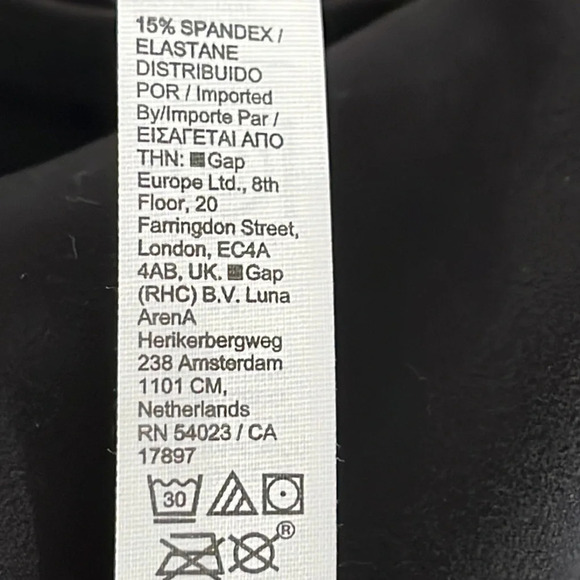 15% SPANDEX /
ELASTANE
DISTRIBUIDO
POR / Imported
By/Importe Par /
ΕΙΣΑΓΕΤΑΙ ΑΠΟ
ΤΗΝ: Gap
Europe Ltd., 8th
Floor, 20
Farringdon Street,
London, EC4A
4AB, UK. Gap
(RHC) B.V. Luna
ArenA
Herikerbergweg
238 Amsterdam
1101 CM,
Netherlands
RN 54023 / CA
17897
30
®